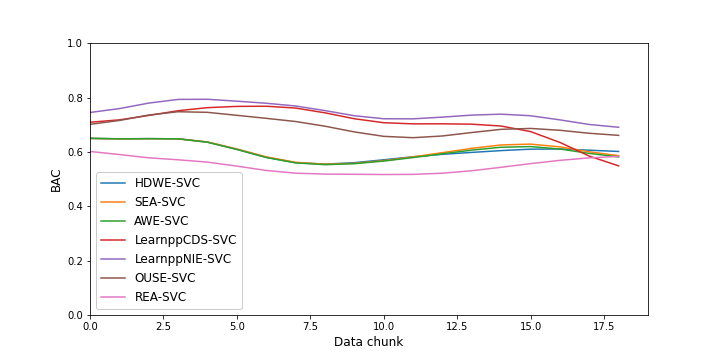 1.0
0.8
0.6
0.4
0.2
0.0
BAC
HDWE-SVC
SEA-SVC
AWE-SVC
LearnppCDS-SVC
LearnppNIE-SVC
OUSE-SVC
REA-SVC
0.0 2.5 5.0 7.5 10.0 12.5 15.0 17.5
Data chunk